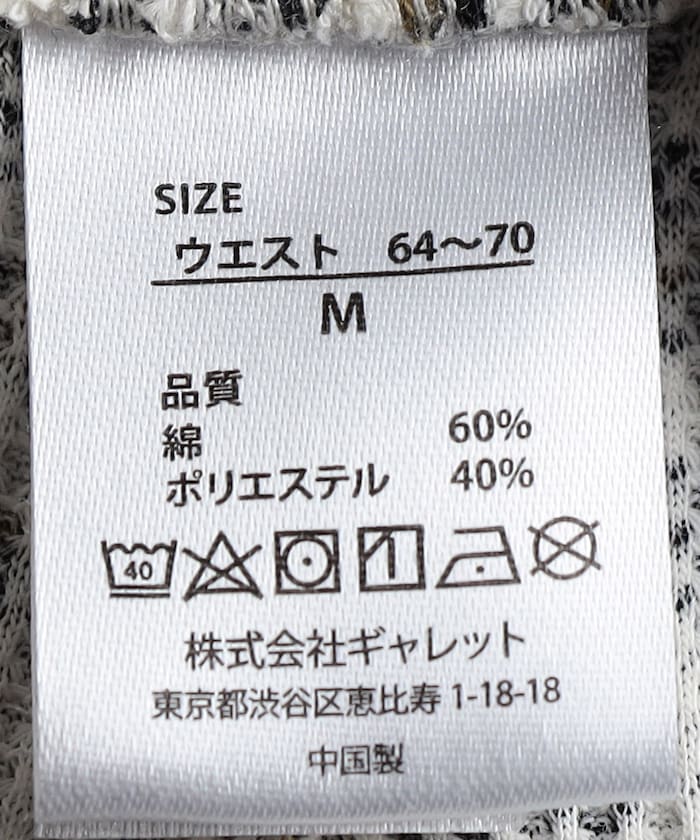 SIZE
ウエスト 64～70
M
品質
綿 60%
ポリエステル 40%
40
株式会社ギャレット
東京都渋谷区恵比寿 1-18-18
中国製